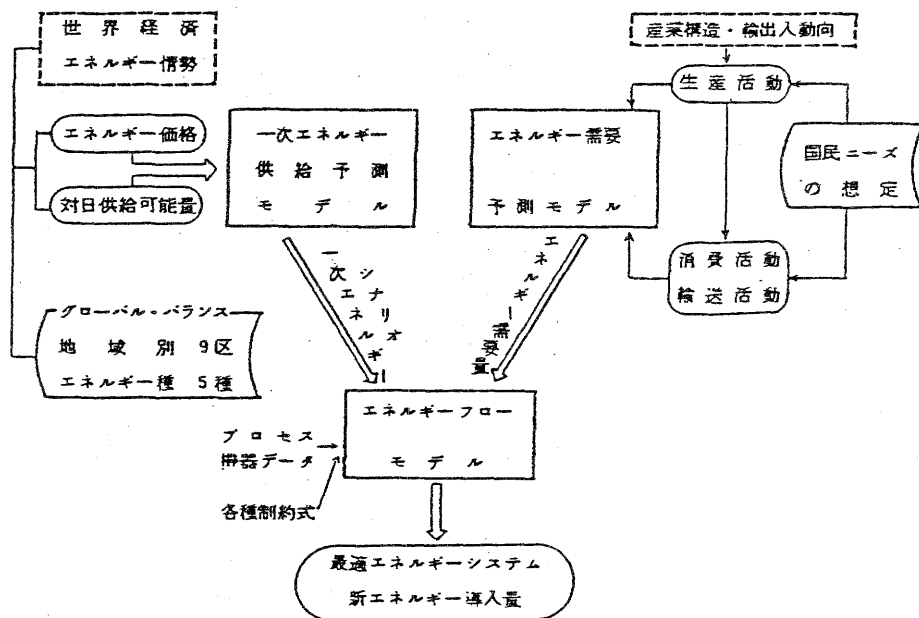 世界経済
エネルギー情勢
エネルギー価格
対日供給可能量
グローバル・バランス
地域別 9区
エネルギー種 5種
一次エネルギー
供給予測
モデル
産業構造・輸出入動向
生産活動
エネルギー需要
予測モデル
国民ニーズ
の想定
消費活動
輸送活動
一次エネルギー
シナリオ
エネルギー需要量
エネルギーフロー
モデル
プロセス
機器データ
各種制約式
最適エネルギーシステム
新エネルギー導入量